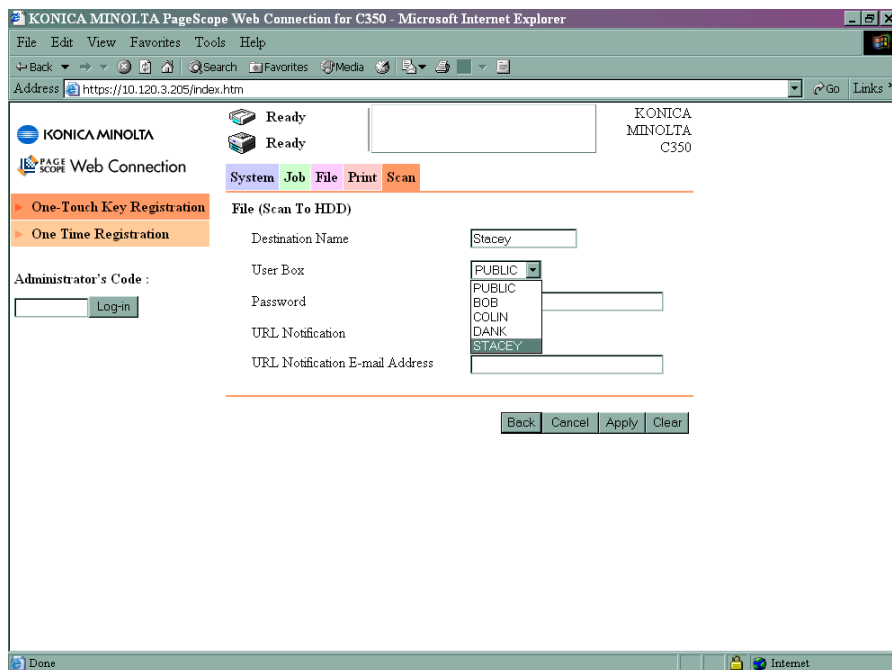 KONICA MINOLTA PageScope Web Connection for C350 - Microsoft Internet Explorer
File Edit View Favorites Tools Help
Back Search Favorites Media
Address https://10.120.3.205/index.htm Go Links
Ready KONICA
MINOLTA
C350
Ready
KONICA MINOLTA
PAGE SCOPE Web Connection
System Job File Print Scan
One-Touch Key Registration
One Time Registration
Administrator's Code :
Log-in
File (Scan To HDD)
Destination Name Stacey
User Box PUBLIC
PUBLIC
BOB
COLIN
DANK
STACEY
Password
URL Notification
URL Notification E-mail Address
Back Cancel Apply Clear
Done Internet